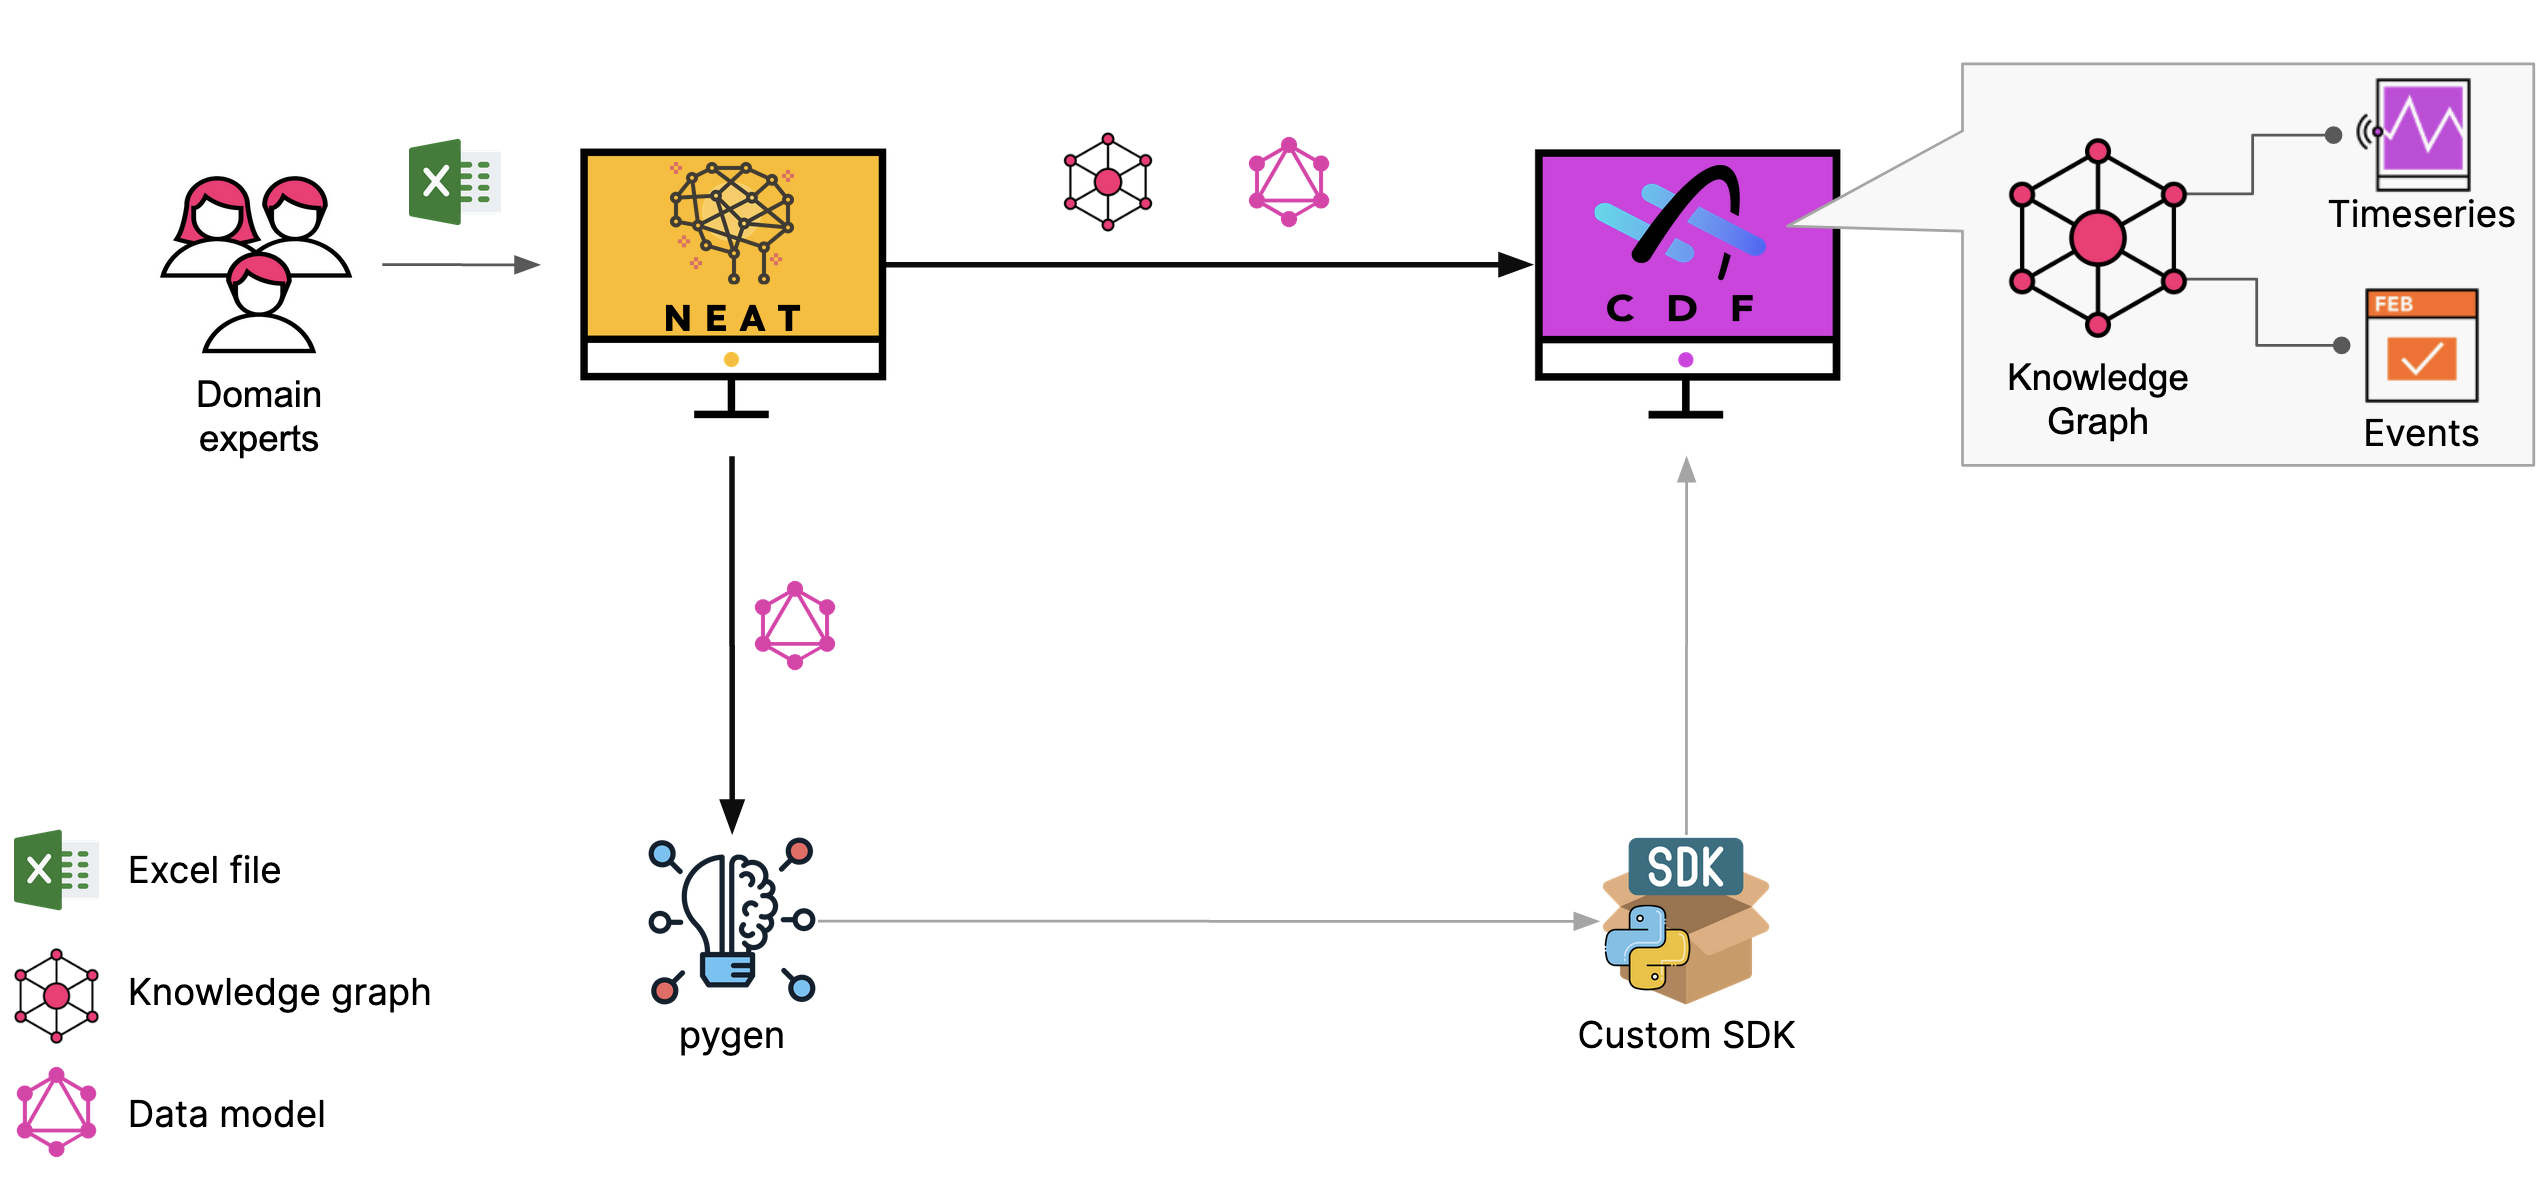 NEAT
CDF
Domain
experts
Knowledge
Graph
Timeseries
FEB
Events
X
X
Excel file
Knowledge graph
Data model
pygen
SDK
Custom SDK